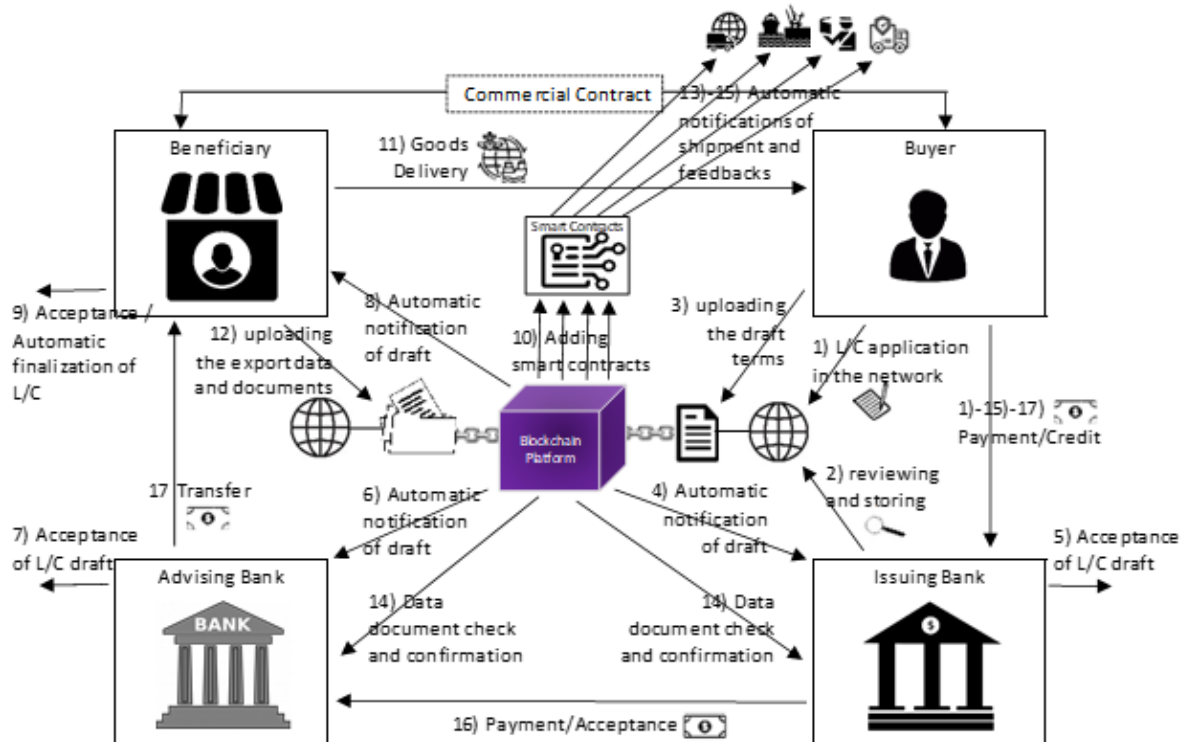 Commercial Contract
13)-15) Automatic
notifications of
shipment and
feedbacks
Beneficiary
11) Goods
Delivery
Buyer
Smart Contracts
9) Acceptance /
Automatic
finalization of
L/C
12) uploading
the export data
and documents
8) Automatic
notification
of draft
10) Adding
smart contracts
3) uploading
the draft
terms
1) L/C application
in the network
1)-15)-17)
Payment/Credit
Blockchain
Platform
2) reviewing
and storing
17 Transfer
6) Automatic
notification
of draft
4) Automatic
notification
of draft
7) Acceptance
of L/C draft
5) Acceptance
of L/C draft
Advising Bank
BANK
14) Data
document check
and confirmation
14) Data
document check
and confirmation
Issuing Bank
$
16) Payment/Acceptance